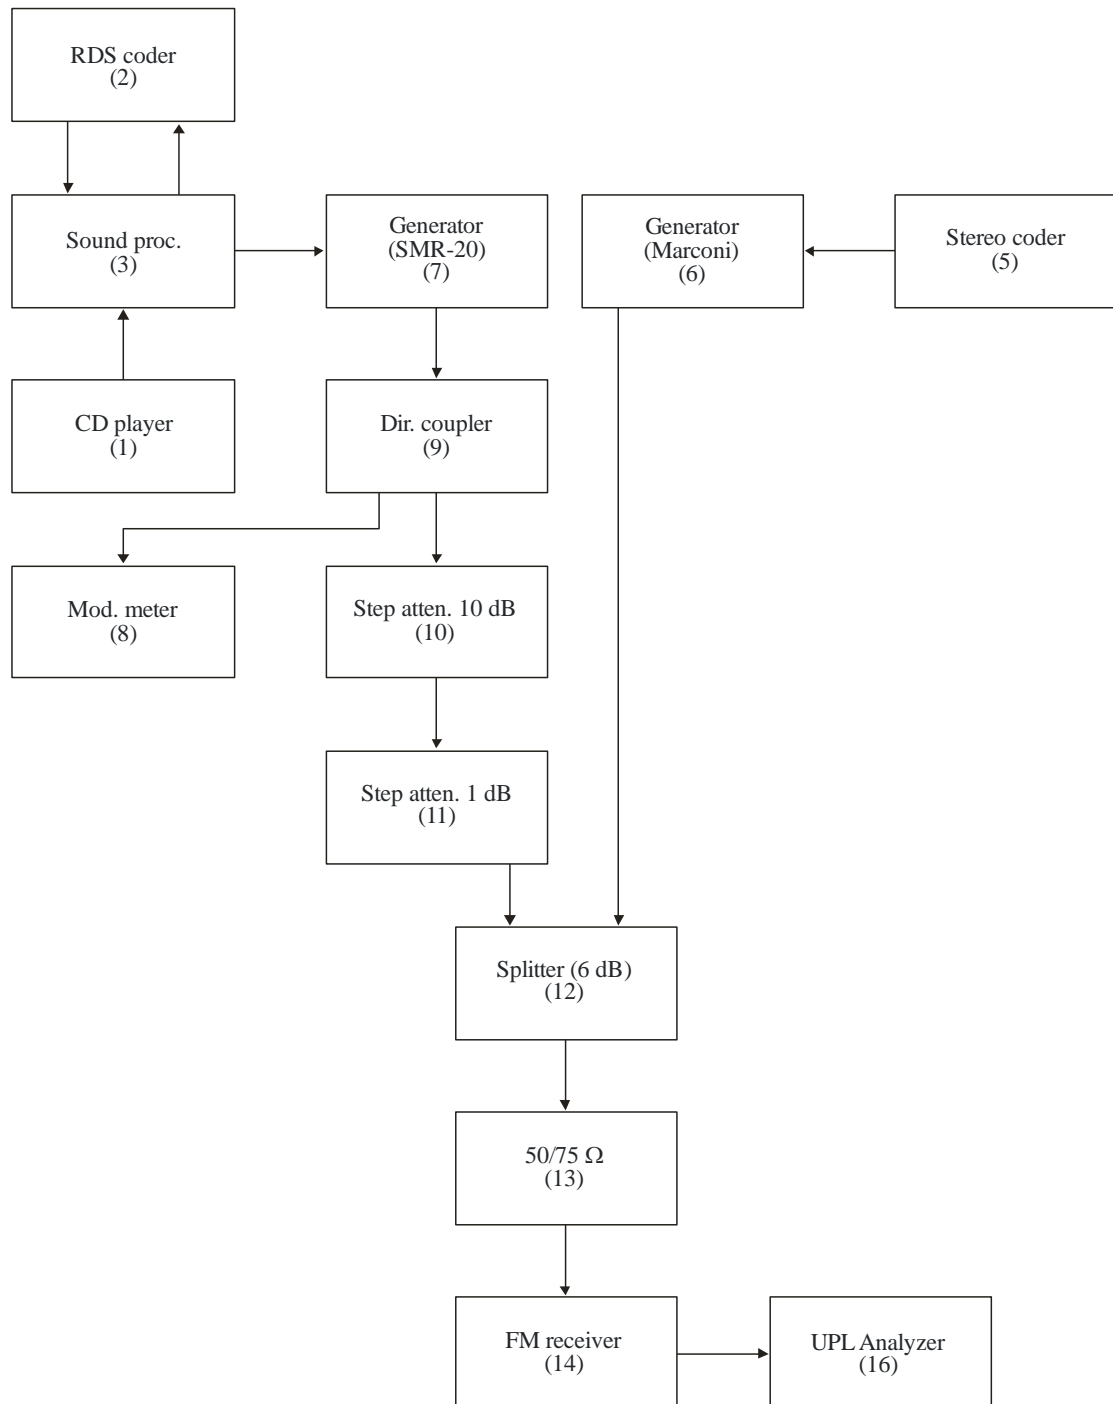 RDS coder
(2)
Sound proc.
(3)
Generator
(SMR-20)
(7)
Generator
(Marconi)
(6)
Stereo coder
(5)
CD player
(1)
Dir. coupler
(9)
Mod. meter
(8)
Step atten. 10 dB
(10)
Step atten. 1 dB
(11)
Splitter (6 dB)
(12)
50/75 Ω
(13)
FM receiver
(14)
UPL Analyzer
(16)